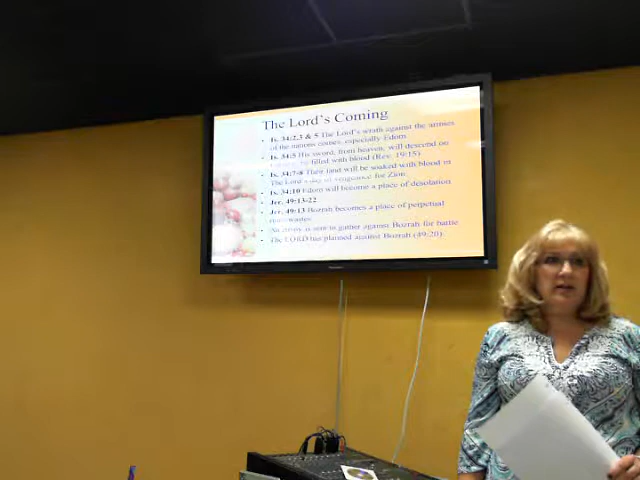 The Lord's Coming
• Is. 34:2,3 & 5 The Lord's wrath against the armies
of the nations comes, especially Edom.
• Is. 34:5 His sword, from heaven, will descend on
be filled with blood (Rev. 19:15)
• Is. 34:7-8 Their land will be soaked with blood in
The Lord's day of vengeance for Zion.
• Is. 34:10 Edom will become a place of desolation
Jer. 49:13-22
• Jer. 49:13 Bozrah becomes a place of perpetual
• An is sent to gather against Bozrah for battle
• The LORD has planned against Bozrah (49:20).